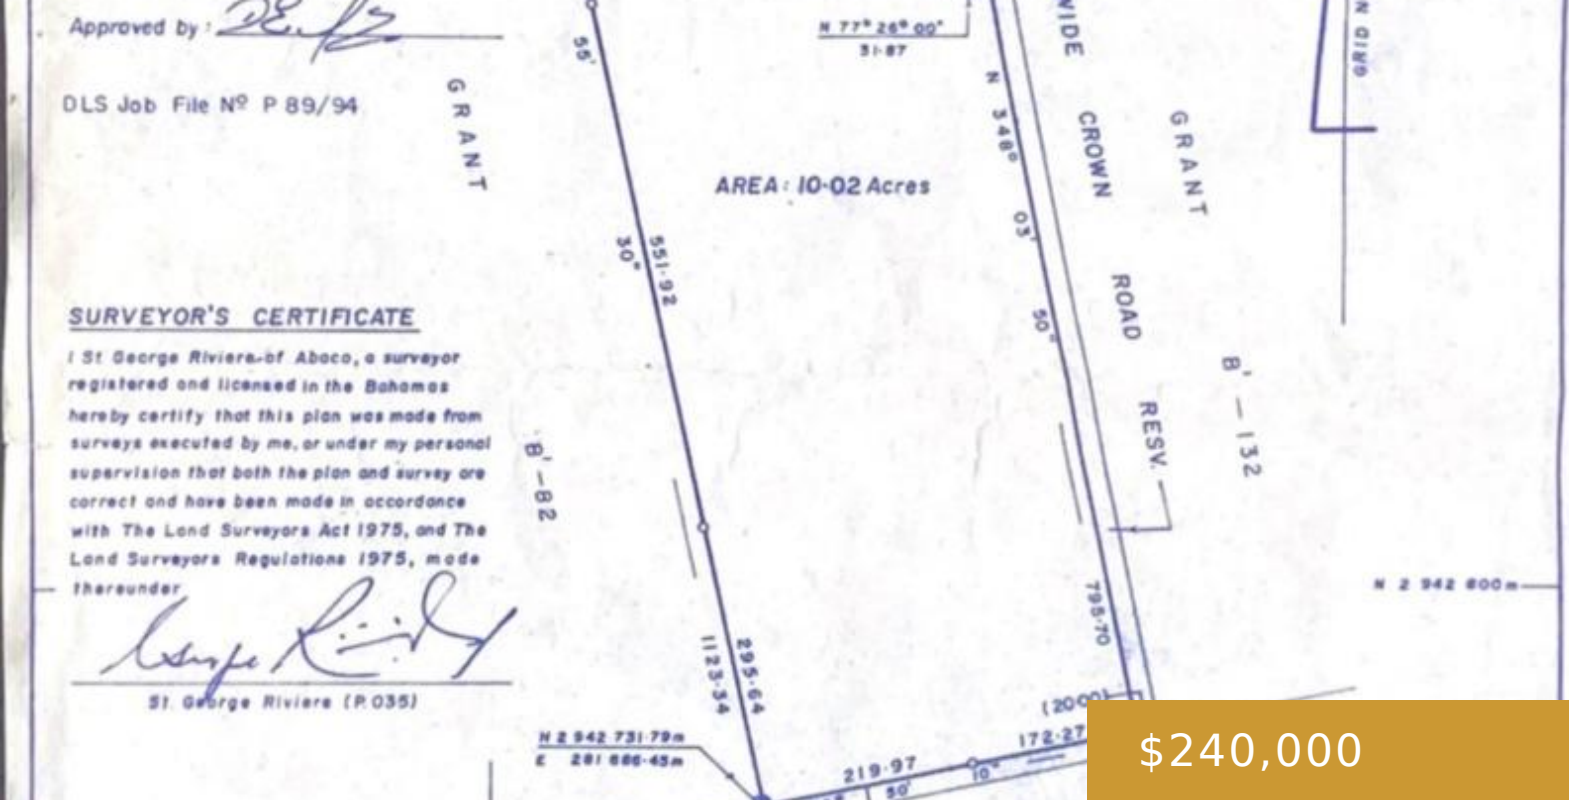 Approved by :
DLS Job File Nº P 89/94
GRANT
B' – 82
SURVEYOR'S CERTIFICATE
I St George Riviere of Abaco, a surveyor
registered and licensed in the Bahamas
hereby certify that this plan was made from
surveys executed by me, or under my personal
supervision that both the plan and survey are
correct and have been made in accordance
with The Land Surveyors Act 1975, and The
Land Surveyors Regulations 1975, made
thereunder
St. George Riviere (P.035)
55'
30"
551·92
295·64
1123·34
N 77° 26' 00"
31·87
AREA : 10·02 Acres
N 348° 03' 50"
795·70
WIDE CROWN ROAD RESV.
GRANT
B' – 132
N GRID
N 2 942 600m
N 2 942 731·79m
E 281 686·45m
219·97
50'
10"
172·27
$240,000